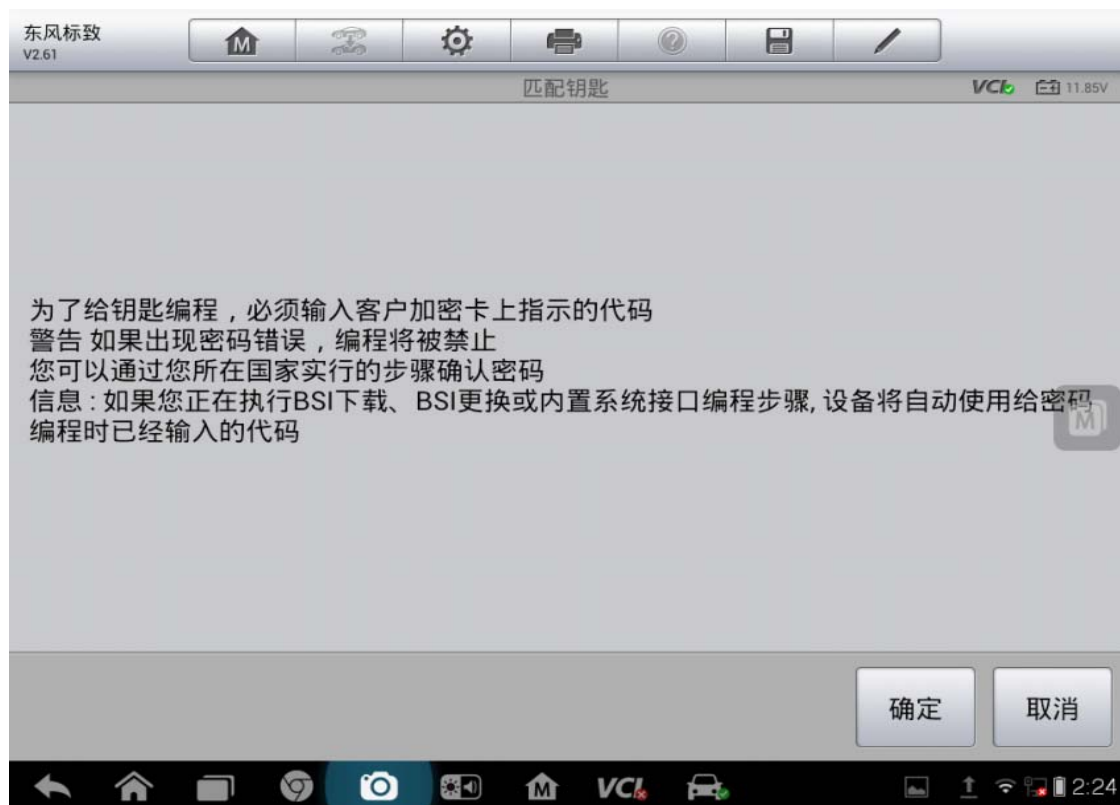 东风标致
V2.61
匹配钥匙
VCI
11.85V
为了给钥匙编程，必须输入客户加密卡上指示的代码
警告 如果出现密码错误，编程将被禁止
您可以通过您所在国家实行的步骤确认密码
信息 : 如果您正在执行BSI下载、BSI更换或内置系统接口编程步骤, 设备将自动使用给密码
编程时已经输入的代码
M
确定
取消
M
VCI
2:24